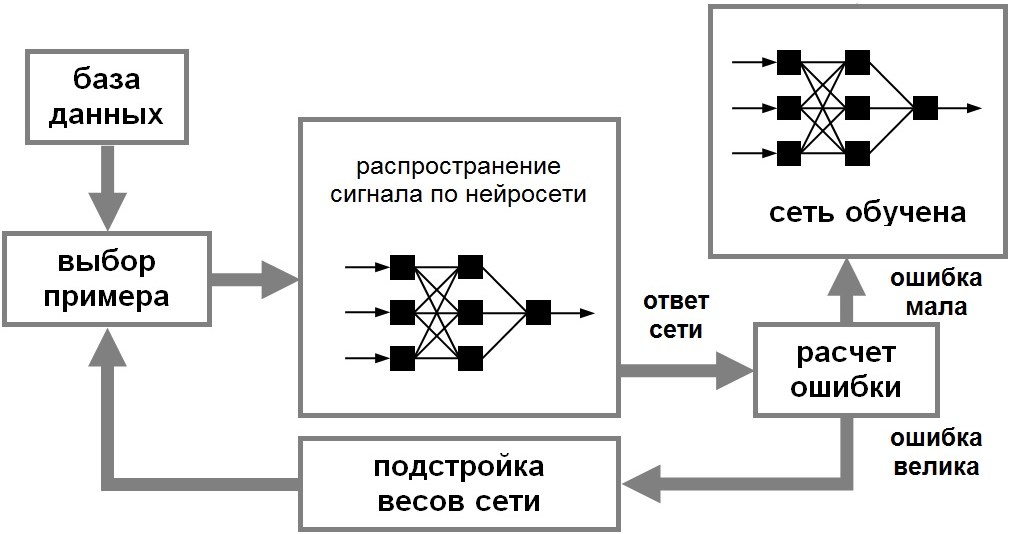 база
данных
выбор
примера
распространение
сигнала по нейросети
ответ
сети
сеть обучена
ошибка
мала
расчет
ошибки
ошибка
велика
подстройка
весов сети